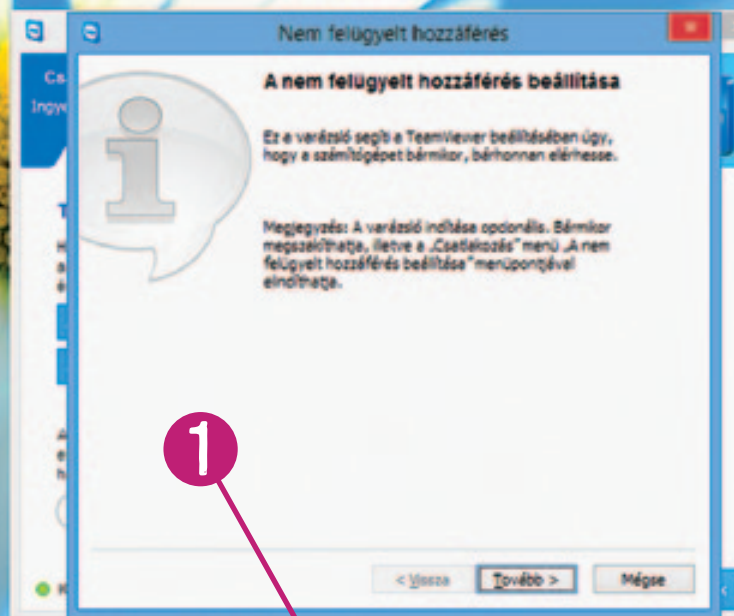 Nem felügyelt hozzáférés
A nem felügyelt hozzáférés beállítása
Ez a varázsló segíti a TeamViewer beállításában úgy,
hogy a számítógépet bármikor, bárhonnan elérhesse.
Megjegyzés: A varázsló indítása opcionális. Bármikor
megszakíthatja, illetve a „Csatlakozás” menü „A nem
felügyelt hozzáférés beállítása” menüpontjával
elindíthatja.
1
< Vissza Tovább > Mégse